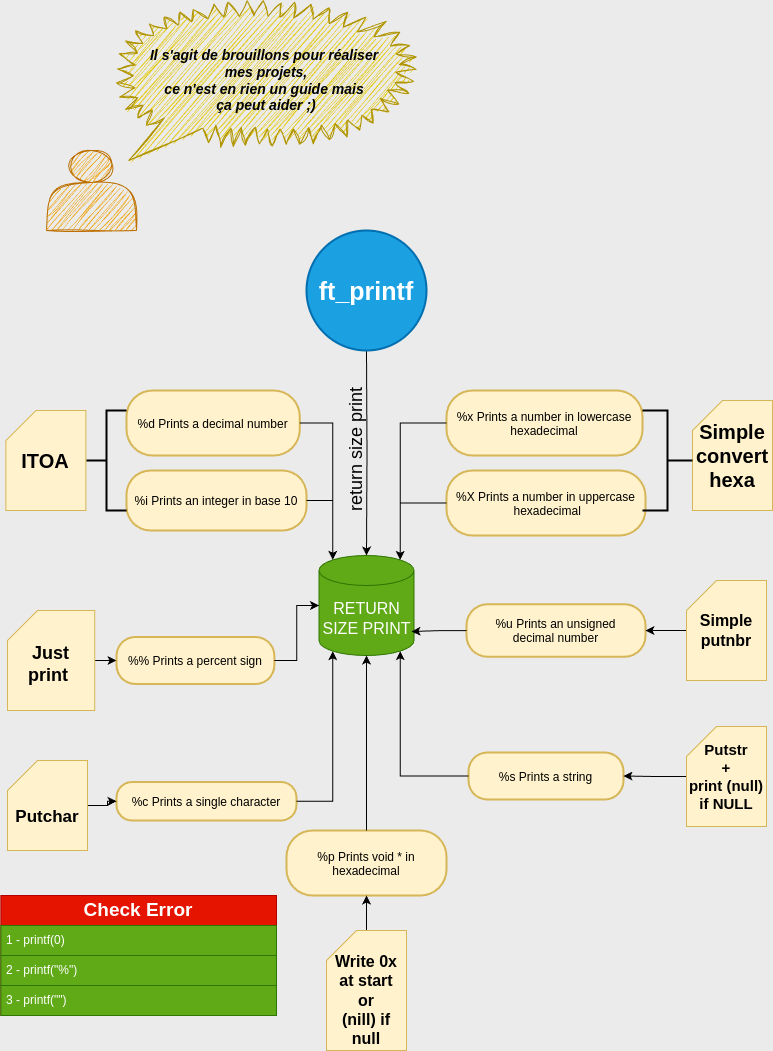 Il s'agit de brouillons pour réaliser
mes projets,
ce n'est en rien un guide mais
ça peut aider ;)
ft_printf
return size print
ITOA
%d Prints a decimal number
%i Prints an integer in base 10
%x Prints a number in lowercase
hexadecimal
%X Prints a number in uppercase
hexadecimal
Simple
convert
hexa
RETURN
SIZE PRINT
Just
print
%% Prints a percent sign
%u Prints an unsigned
decimal number
Simple
putnbr
Putchar
%c Prints a single character
%s Prints a string
Putstr
+
print (null)
if NULL
%p Prints void * in
hexadecimal
Write 0x
at start
or
(nill) if
null
Check Error
1 - printf(0)
2 - printf("%")
3 - printf("")